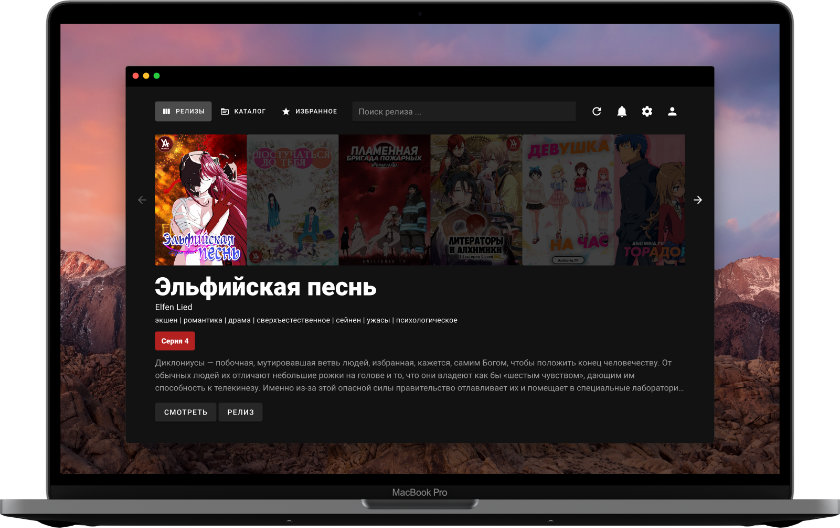 РЕЛИЗЫ КАТАЛОГ ИЗБРАННОЕ Поиск релиза ...
ДОСТУЧАТЬСЯ
ДО ТЕБЯ
ПЛАМЕННАЯ
БРИГАДА ПОЖАРНЫХ
ЛИТЕРАТОРЫ
И АЛХИМИКИ
ДЕВУШКА
НА ЧАС
ТОРАДОР
Эльфийская
песнь
Эльфийская песнь
Elfen Lied
экшен | романтика | драма | сверхъестественное | сейнен | ужасы | психологическое
Серия 4
Диклониусы — побочная, мутировавшая ветвь людей, избранная, кажется, самим Богом, чтобы положить конец человечеству. От
обычных людей их отличают небольшие рожки на голове и то, что они владеют как бы «шестым чувством», дающим им
способность к телекинезу. Именно из-за этой опасной силы правительство отлавливает их и помещает в специальные лаборатори...
СМОТРЕТЬ РЕЛИЗ
MacBook Pro